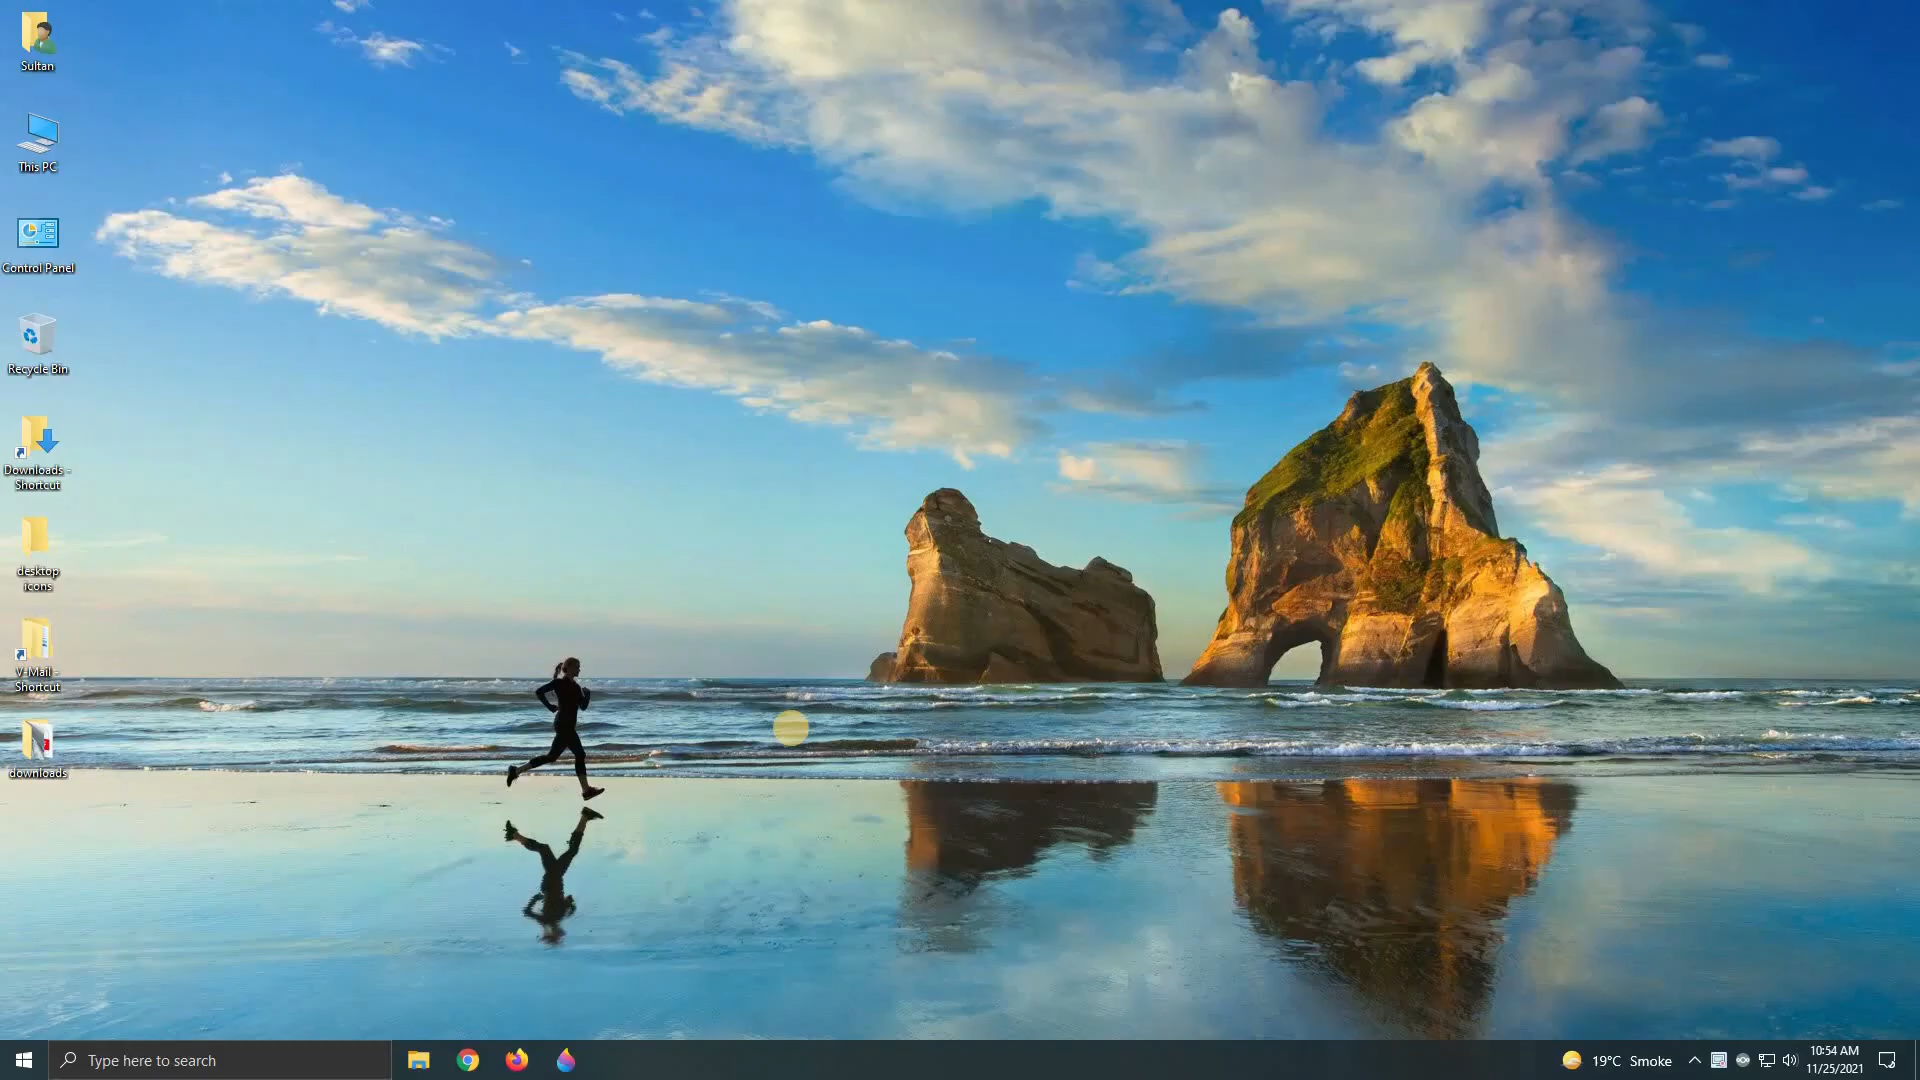 Sultan
This PC
Control Panel
Recycle Bin
Downloads -
Shortcut
desktop
icons
V-Mail -
Shortcut
downloads
Type here to search
19°C Smoke
10:54 AM
11/25/2021